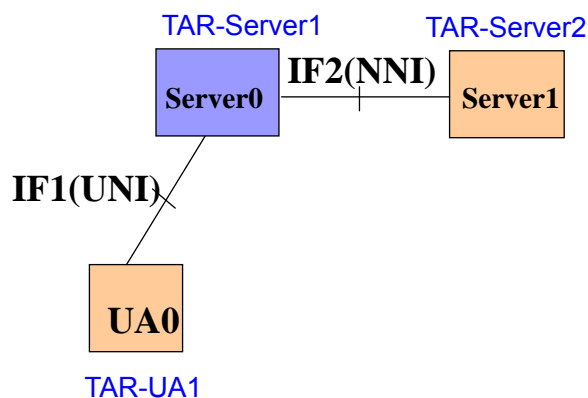 TAR-Server1
TAR-Server2
IF2(NNI)
Server0
Server1
IF1(UNI)
UA0
TAR-UA1